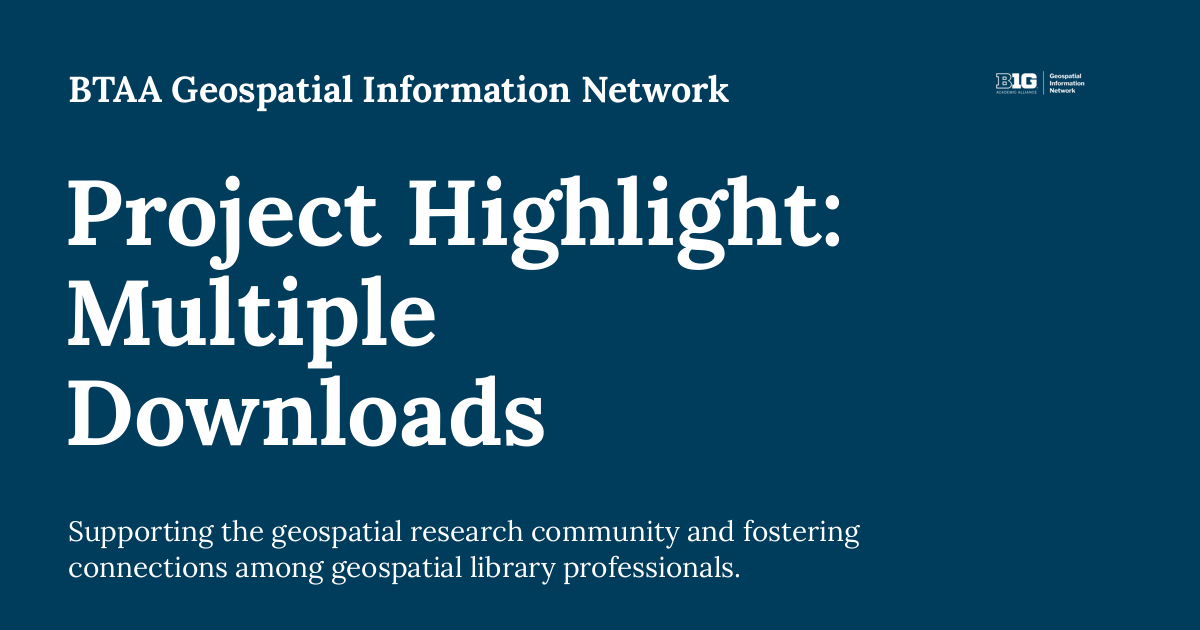 BTAA Geospatial Information Network
B1G
ACADEMIC ALLIANCE
Geospatial
Information
Network
Project Highlight:
Multiple
Downloads
Supporting the geospatial research community and fostering
connections among geospatial library professionals.